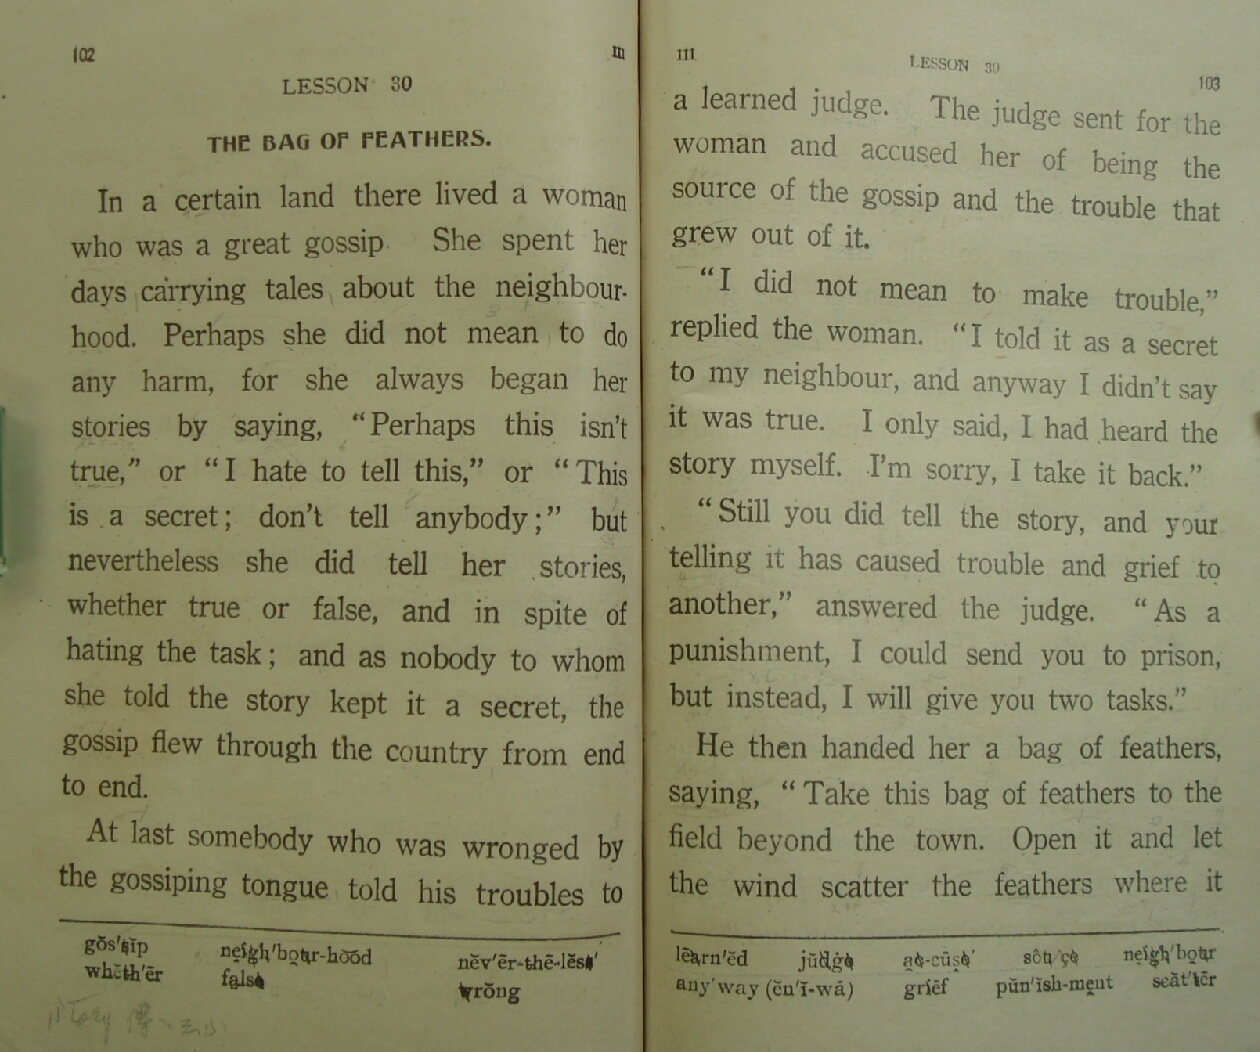 102 III
LESSON 30
THE BAG OF FEATHERS.
In a certain land there lived a woman
who was a great gossip. She spent her
days carrying tales about the neighbour-
hood. Perhaps she did not mean to do
any harm, for she always began her
stories by saying, “Perhaps this isn't
true,” or “I hate to tell this,” or “This
is a secret; don't tell anybody;” but
nevertheless she did tell her stories,
whether true or false, and in spite of
hating the task; and as nobody to whom
she told the story kept it a secret, the
gossip flew through the country from end
to end.
At last somebody who was wronged by
the gossiping tongue told his troubles to
gŏs′sĭp neigh′bour-hŏŏd nĕv′ẽr-thē-lĕss′
whĕth′ẽr false wrŏng
III LESSON 30 103
a learned judge. The judge sent for the
woman and accused her of being the
source of the gossip and the trouble that
grew out of it.
“I did not mean to make trouble,”
replied the woman. “I told it as a secret
to my neighbour, and anyway I didn't say
it was true. I only said, I had heard the
story myself. I'm sorry, I take it back.”
“Still you did tell the story, and your
telling it has caused trouble and grief to
another,” answered the judge. “As a
punishment, I could send you to prison,
but instead, I will give you two tasks.”
He then handed her a bag of feathers,
saying, “Take this bag of feathers to the
field beyond the town. Open it and let
the wind scatter the feathers where it
lẽarn′ĕd jŭdġe ac-cūṣe′ sôurçe neigh′bour
any′way (ĕn′ĭ-wā) griēf pŭn′ĭsh-ment scăt′tẽr